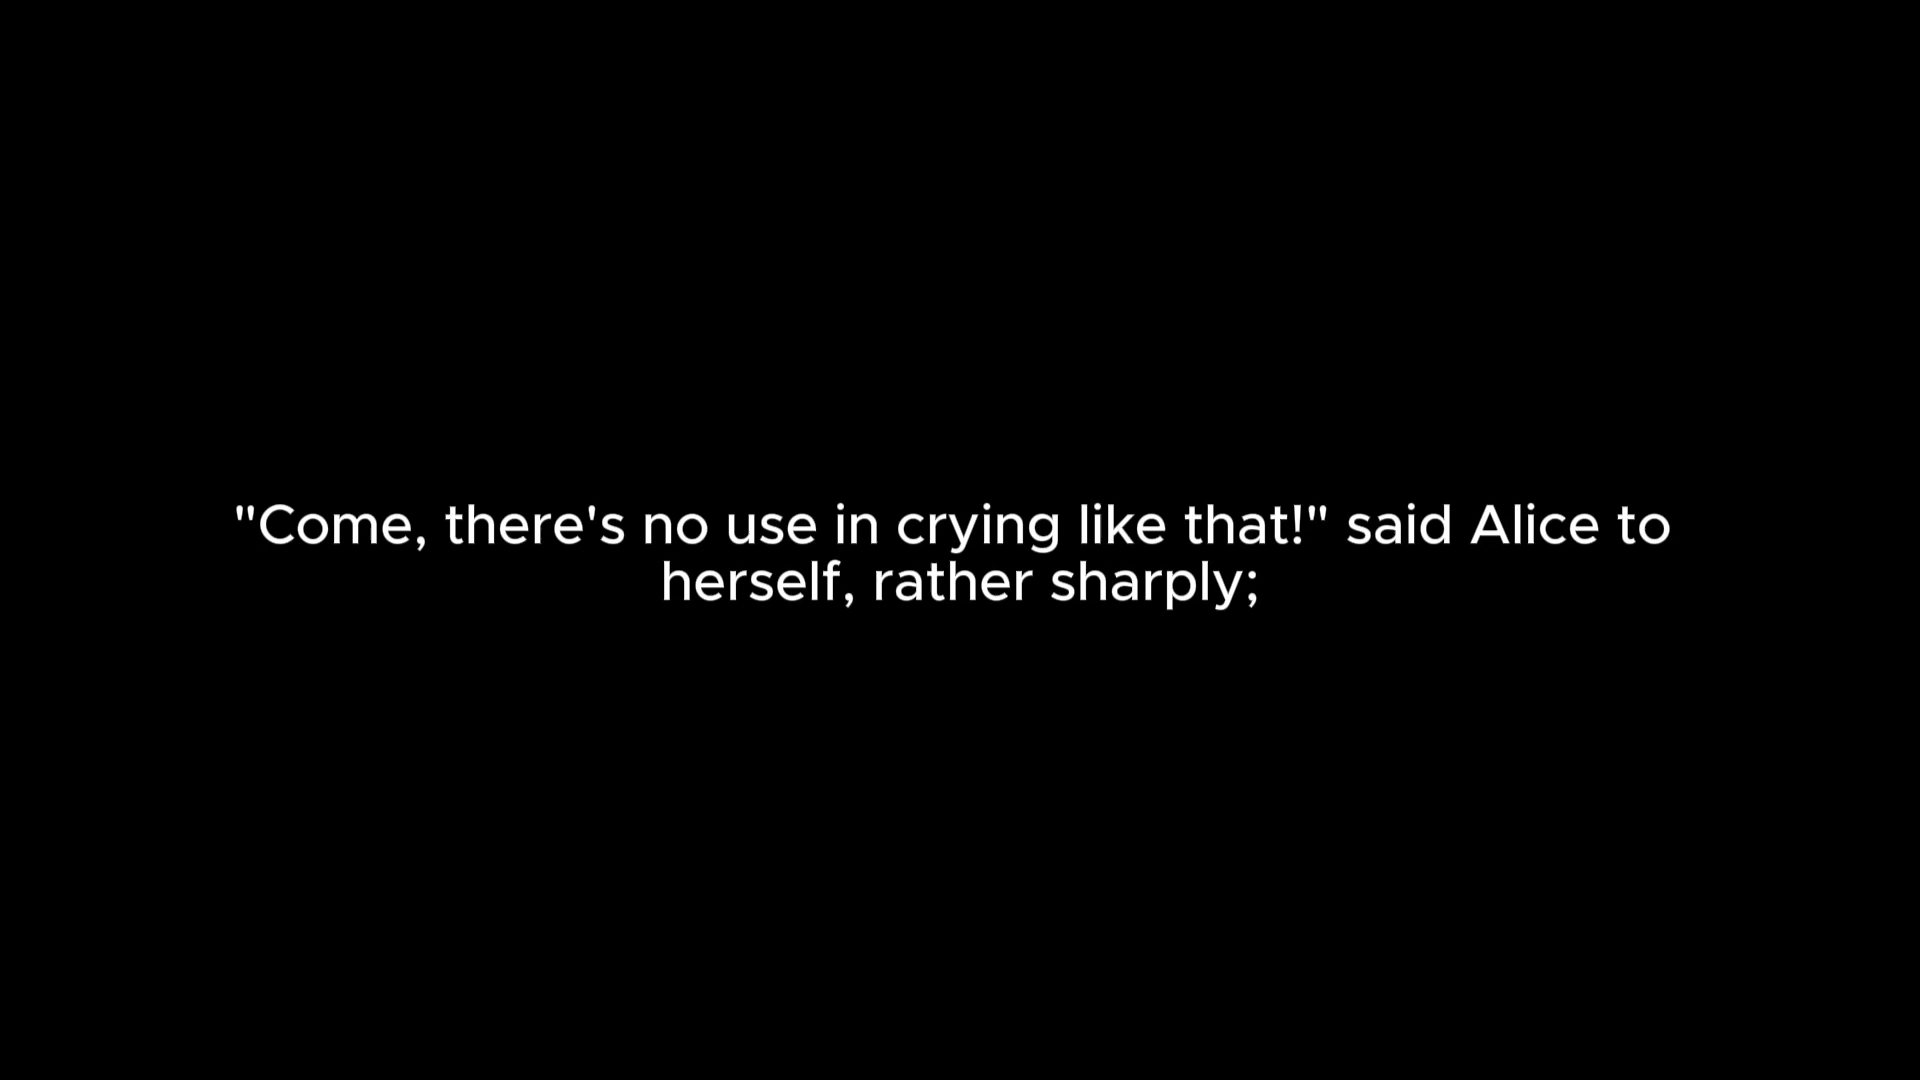 "Come, there's no use in crying like that!" said Alice to
herself, rather sharply;